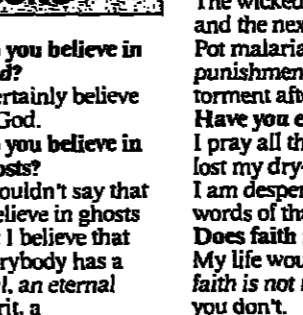 you believe in
d?
ertainly believe
God.
you believe in
osts?
ouldn't say that
elieve in ghosts
I believe that
rybody has a
l, an eternal
rit, a
The wicked
and the nex
Pot malaria
punishmen
torment aft
Have you e
I pray all th
lost my dry-
I am desper
words of tha
Does faith
My life wou
faith is not
you don't.